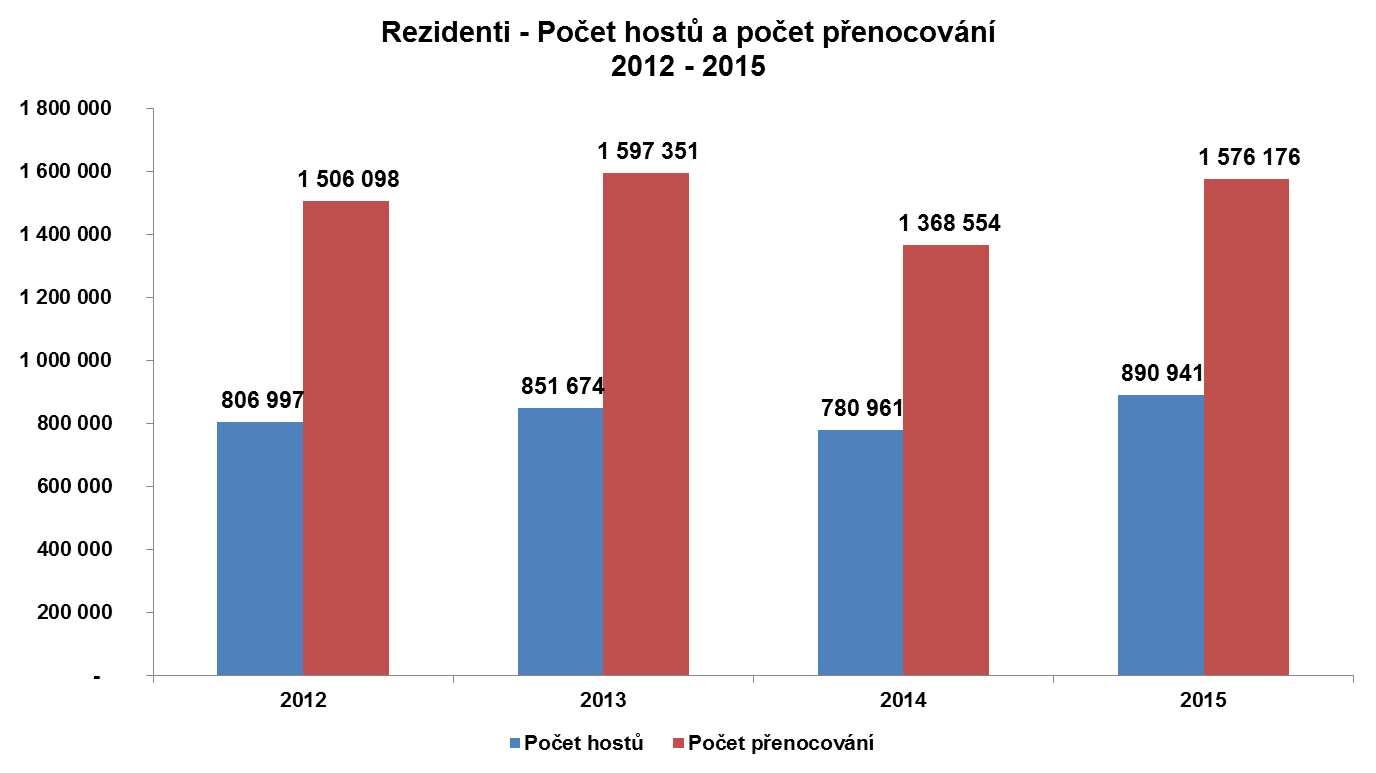 Rezidenti - Počet hostů a počet přenocování
2012 - 2015
1 800 000
1 600 000
1 400 000
1 200 000
1 000 000
800 000
600 000
400 000
200 000
-
806 997
1 506 098
851 674
1 597 351
780 961
1 368 554
890 941
1 576 176
2012
2013
2014
2015
Počet hostů
Počet přenocování